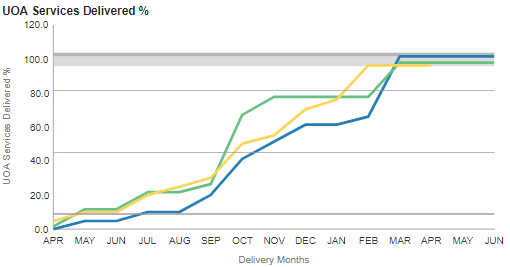 UOA Services Delivered %
120.0
100.0
80.0
60.0
40.0
20.0
0.0
UOA Services Delivered %
APR MAY JUN JUL AUG SEP OCT NOV DEC JAN FEB MAR APR MAY JUN
Delivery Months